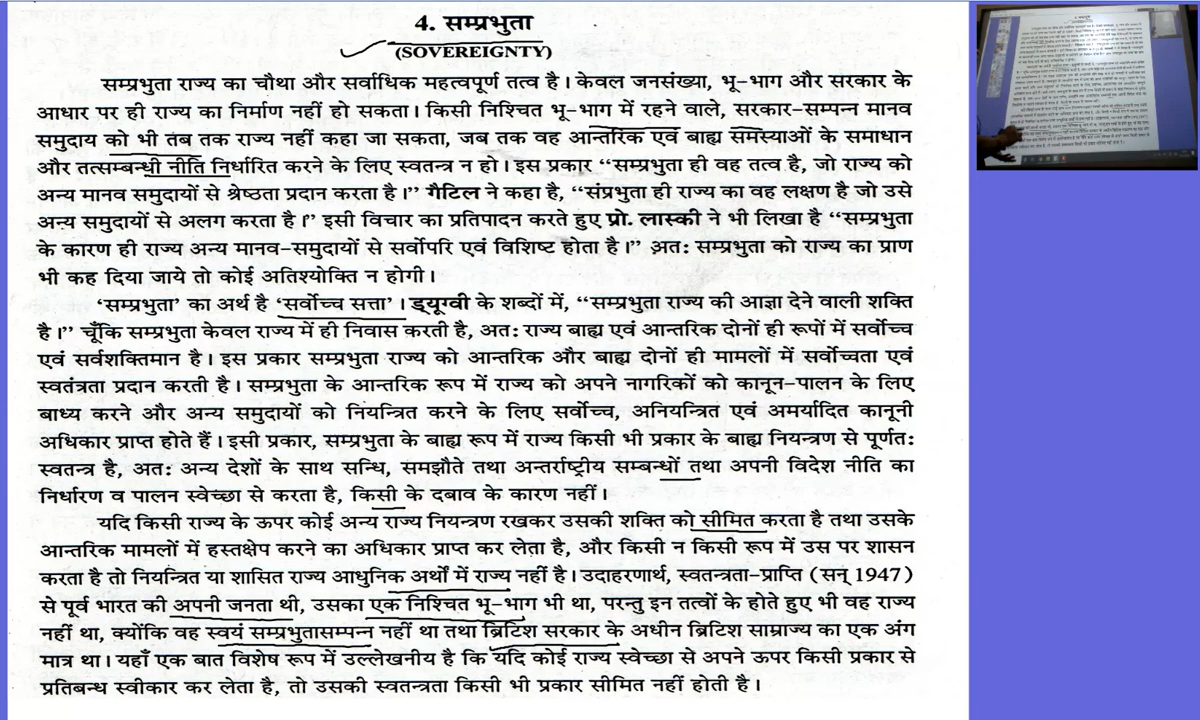 4. सम्प्रभुता
(SOVEREIGNTY)
सम्प्रभुता राज्य का चौथा और सर्वाधिक महत्वपूर्ण तत्व है। केवल जनसंख्या, भू-भाग और सरकार के
आधार पर ही राज्य का निर्माण नहीं हो सकता। किसी निश्चित भू-भाग में रहने वाले, सरकार-सम्पन्न मानव
समुदाय को भी तब तक राज्य नहीं कहा जा सकता, जब तक वह आन्तरिक एवं बाह्य समस्याओं के समाधान
और तत्सम्बन्धी नीति निर्धारित करने के लिए स्वतन्त्र न हो। इस प्रकार “सम्प्रभुता ही वह तत्व है, जो राज्य को
अन्य मानव समुदायों से श्रेष्ठता प्रदान करता है।” गैटिल ने कहा है, “संप्रभुता ही राज्य का वह लक्षण है जो उसे
अन्य समुदायों से अलग करता है।” इसी विचार का प्रतिपादन करते हुए प्रो. लास्की ने भी लिखा है “सम्प्रभुता
के कारण ही राज्य अन्य मानव-समुदायों से सर्वोपरि एवं विशिष्ट होता है।” अत: सम्प्रभुता को राज्य का प्राण
भी कह दिया जाये तो कोई अतिश्योक्ति न होगी।
‘सम्प्रभुता’ का अर्थ है ‘सर्वोच्च सत्ता’। ड्यूग्वी के शब्दों में, “सम्प्रभुता राज्य की आज्ञा देने वाली शक्ति
है।” चूँकि सम्प्रभुता केवल राज्य में ही निवास करती है, अत: राज्य बाह्य एवं आन्तरिक दोनों ही रूपों में सर्वोच्च
एवं सर्वशक्तिमान है। इस प्रकार सम्प्रभुता राज्य को आन्तरिक और बाह्य दोनों ही मामलों में सर्वोच्चता एवं
स्वतंत्रता प्रदान करती है। सम्प्रभुता के आन्तरिक रूप में राज्य को अपने नागरिकों को कानून-पालन के लिए
बाध्य करने और अन्य समुदायों को नियन्त्रित करने के लिए सर्वोच्च, अनियन्त्रित एवं अमर्यादित कानूनी
अधिकार प्राप्त होते हैं। इसी प्रकार, सम्प्रभुता के बाह्य रूप में राज्य किसी भी प्रकार के बाह्य नियन्त्रण से पूर्णत:
स्वतन्त्र है, अत: अन्य देशों के साथ सन्धि, समझौते तथा अन्तर्राष्ट्रीय सम्बन्धों तथा अपनी विदेश नीति का
निर्धारण व पालन स्वेच्छा से करता है, किसी के दबाव के कारण नहीं।
यदि किसी राज्य के ऊपर कोई अन्य राज्य नियन्त्रण रखकर उसकी शक्ति को सीमित करता है तथा उसके
आन्तरिक मामलों में हस्तक्षेप करने का अधिकार प्राप्त कर लेता है, और किसी न किसी रूप में उस पर शासन
करता है तो नियन्त्रित या शासित राज्य आधुनिक अर्थों में राज्य नहीं है। उदाहरणार्थ, स्वतन्त्रता-प्राप्ति (सन् 1947)
से पूर्व भारत की अपनी जनता थी, उसका एक निश्चित भू-भाग भी था, परन्तु इन तत्वों के होते हुए भी वह राज्य
नहीं था, क्योंकि वह स्वयं सम्प्रभुतासम्पन्न नहीं था तथा ब्रिटिश सरकार के अधीन ब्रिटिश साम्राज्य का एक अंग
मात्र था। यहाँ एक बात विशेष रूप में उल्लेखनीय है कि यदि कोई राज्य स्वेच्छा से अपने ऊपर किसी प्रकार से
प्रतिबन्ध स्वीकार कर लेता है, तो उसकी स्वतन्त्रता किसी भी प्रकार सीमित नहीं होती है।